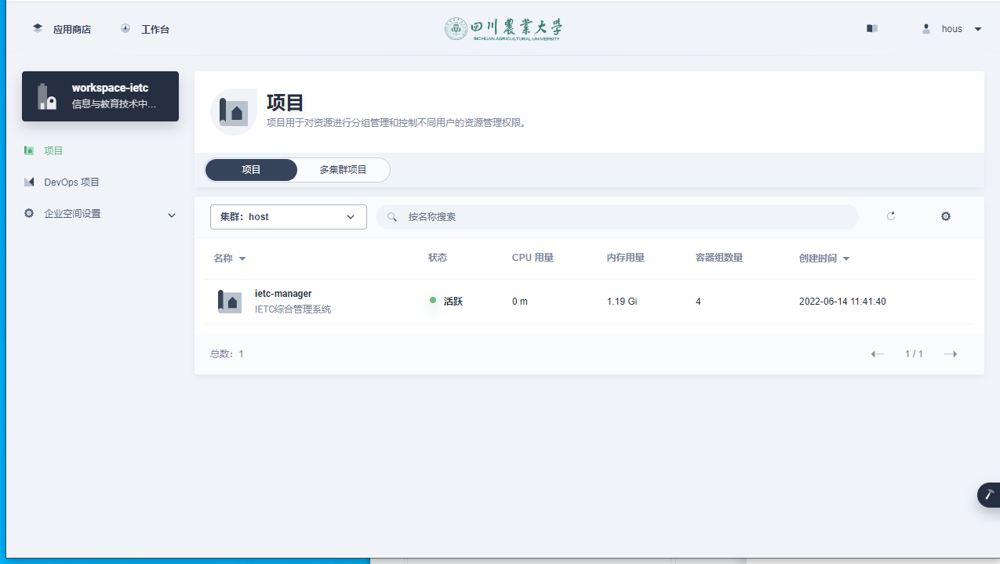 应用商店
工作台
四川農業大学
SICHUAN AGRICULTURAL UNIVERSITY
hous
workspace-ietc
信息与教育技术中...
项目
DevOps 项目
企业空间设置
项目
项目用于对资源进行分组管理和控制不同用户的资源管理权限。
项目
多集群项目
集群：host
按名称搜索
名称
状态
CPU 用量
内存用量
容器组数量
创建时间
ietc-manager
IETC综合管理系统
活跃
0 m
1.19 Gi
4
2022-06-14 11:41:40
总数：1
1 / 1